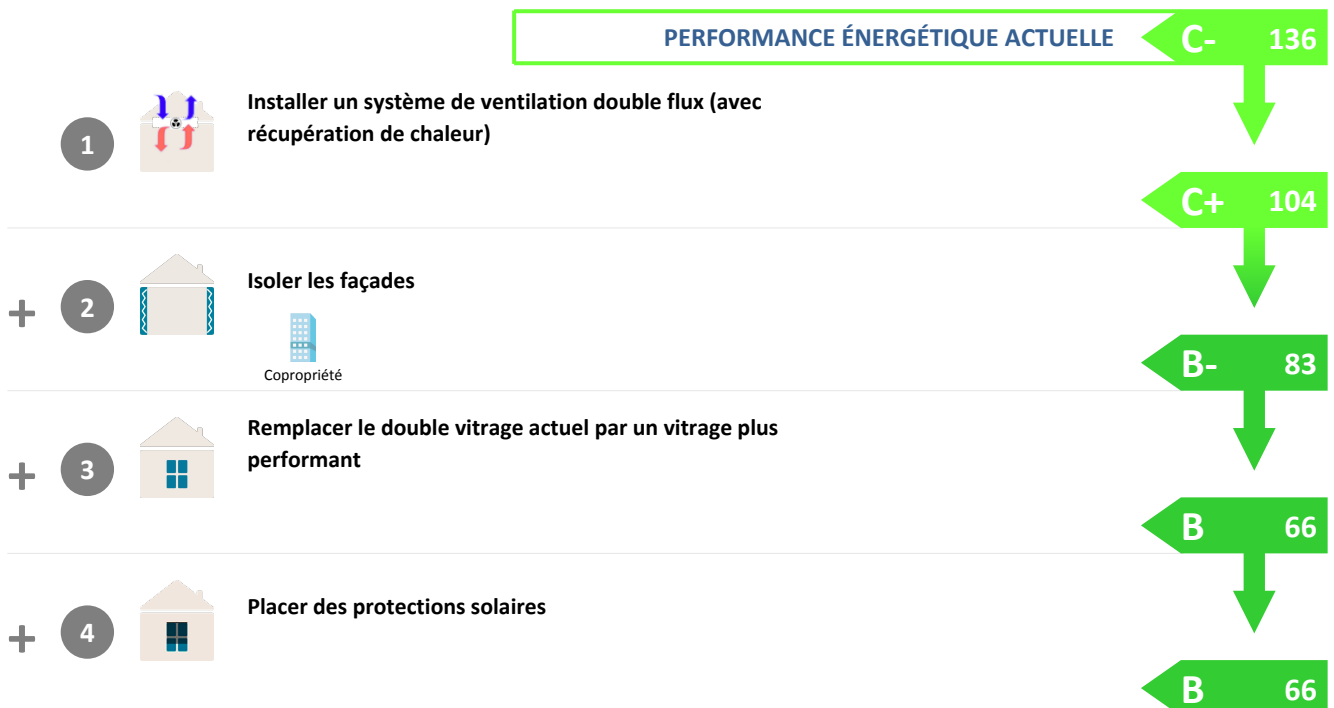 PERFORMANCE ÉNERGÉTIQUE ACTUELLE C- 136
1 Installer un système de ventilation double flux (avec
récupération de chaleur)
C+ 104
+ 2 Isoler les façades
Copropriété
B- 83
+ 3 Remplacer le double vitrage actuel par un vitrage plus
performant
B 66
+ 4 Placer des protections solaires
B 66